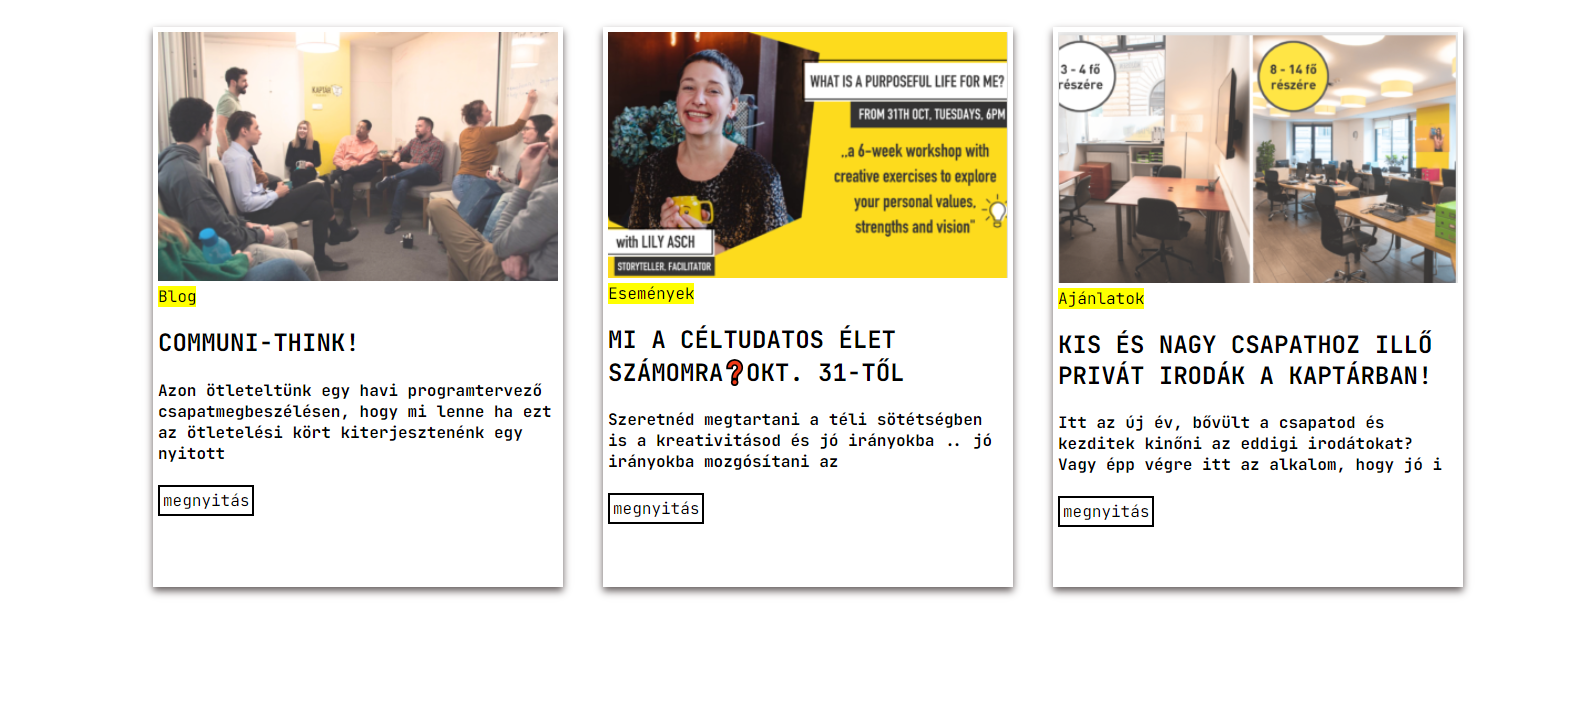 KAPTÁR
Blog
COMMUNI-THINK!
Azon ötleteltünk egy havi programtervező
csapatmegbeszélésen, hogy mi lenne ha ezt
az ötletelési kört kiterjesztenénk egy
nyitott
megnyitás
WHAT IS A PURPOSEFUL LIFE FOR ME?
FROM 31TH OCT, TUESDAYS, 6PM
„a 6-week workshop with
creative exercises to explore
your personal values,
strengths and vision”
with LILY ASCH
STORYTELLER, FACILITATOR
Események
MI A CÉLTUDATOS ÉLET
SZÁMOMRA❓OKT. 31-TŐL
Szeretnéd megtartani a téli sötétségben
is a kreativitásod és jó irányokba .. jó
irányokba mozgósítani az
megnyitás
3 - 4 fő
részére
8 - 14 fő
részére
Ajánlatok
KIS ÉS NAGY CSAPATHOZ ILLŐ
PRIVÁT IRODÁK A KAPTÁRBAN!
Itt az új év, bővült a csapatod és
kezditek kinőni az eddigi irodátokat?
Vagy épp végre itt az alkalom, hogy jó i
megnyitás